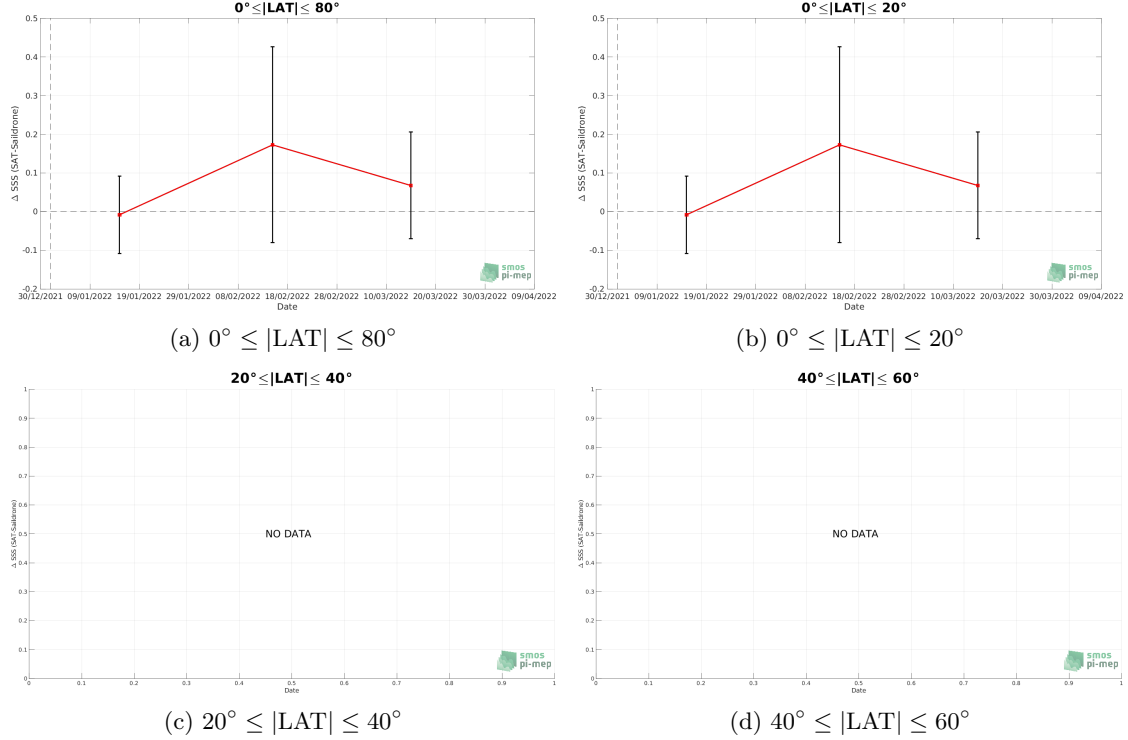 0°≤|LAT|≤ 80°
0.5
0.4
0.3
0.2
0.1
0
-0.1
-0.2
Δ SSS (SAT-Saildrone)
smos
pi-mep
30/12/2021 09/01/2022 19/01/2022 29/01/2022 08/02/2022 18/02/2022 28/02/2022 10/03/2022 20/03/2022 30/03/2022 09/04/2022
Date
(a) 0° ≤ |LAT| ≤ 80°
0°≤|LAT|≤ 20°
0.5
0.4
0.3
0.2
0.1
0
-0.1
-0.2
Δ SSS (SAT-Saildrone)
smos
pi-mep
30/12/2021 09/01/2022 19/01/2022 29/01/2022 08/02/2022 18/02/2022 28/02/2022 10/03/2022 20/03/2022 30/03/2022 09/04/2022
Date
(b) 0° ≤ |LAT| ≤ 20°
20°≤|LAT|≤ 40°
1
0.9
0.8
0.7
0.6
0.5
0.4
0.3
0.2
0.1
0
Δ SSS (SAT-Saildrone)
NO DATA
smos
pi-mep
0 0.1 0.2 0.3 0.4 0.5 0.6 0.7 0.8 0.9 1
Date
(c) 20° ≤ |LAT| ≤ 40°
40°≤|LAT|≤ 60°
1
0.9
0.8
0.7
0.6
0.5
0.4
0.3
0.2
0.1
0
Δ SSS (SAT-Saildrone)
NO DATA
smos
pi-mep
0 0.1 0.2 0.3 0.4 0.5 0.6 0.7 0.8 0.9 1
Date
(d) 40° ≤ |LAT| ≤ 60°